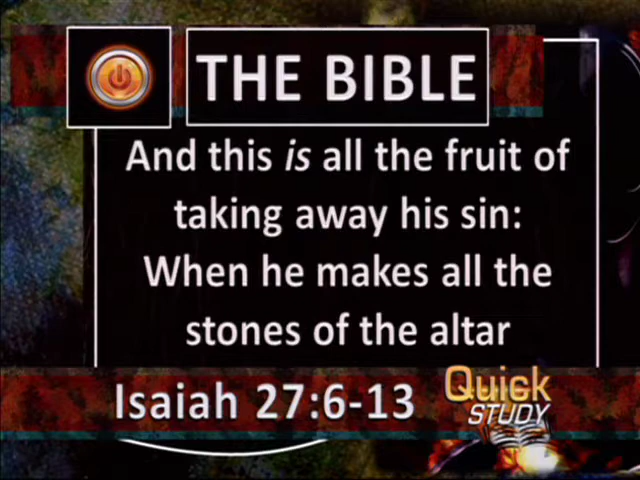 THE BIBLE
And this is all the fruit of
taking away his sin:
When he makes all the
stones of the altar
Isaiah 27:6-13
Quick
STUDY